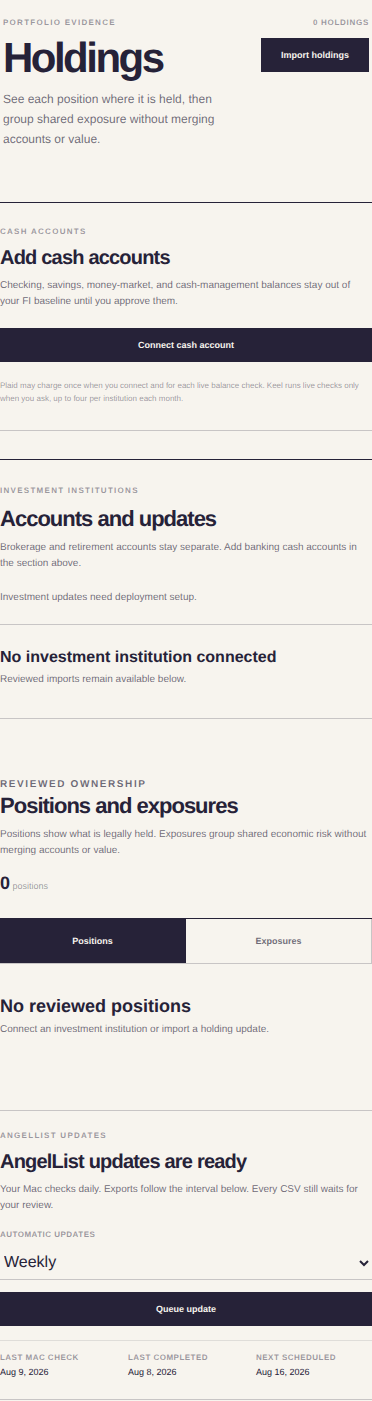 PORTFOLIO EVIDENCE
0 HOLDINGS
Holdings
Import holdings
See each position where it is held, then
group shared exposure without merging
accounts or value.
CASH ACCOUNTS
Add cash accounts
Checking, savings, money-market, and cash-management balances stay out of
your FI baseline until you approve them.
Connect cash account
Plaid may charge once when you connect and for each live balance check. Keel runs live checks only
when you ask, up to four per institution each month.
INVESTMENT INSTITUTIONS
Accounts and updates
Brokerage and retirement accounts stay separate. Add banking cash accounts in
the section above.
Investment updates need deployment setup.
No investment institution connected
Reviewed imports remain available below.
REVIEWED OWNERSHIP
Positions and exposures
Positions show what is legally held. Exposures group shared economic risk without
merging accounts or value.
0 positions
Positions
Exposures
No reviewed positions
Connect an investment institution or import a holding update.
ANGELLIST UPDATES
AngelList updates are ready
Your Mac checks daily. Exports follow the interval below. Every CSV still waits for
your review.
AUTOMATIC UPDATES
Weekly
Queue update
LAST MAC CHECK
Aug 9, 2026
LAST COMPLETED
Aug 8, 2026
NEXT SCHEDULED
Aug 16, 2026